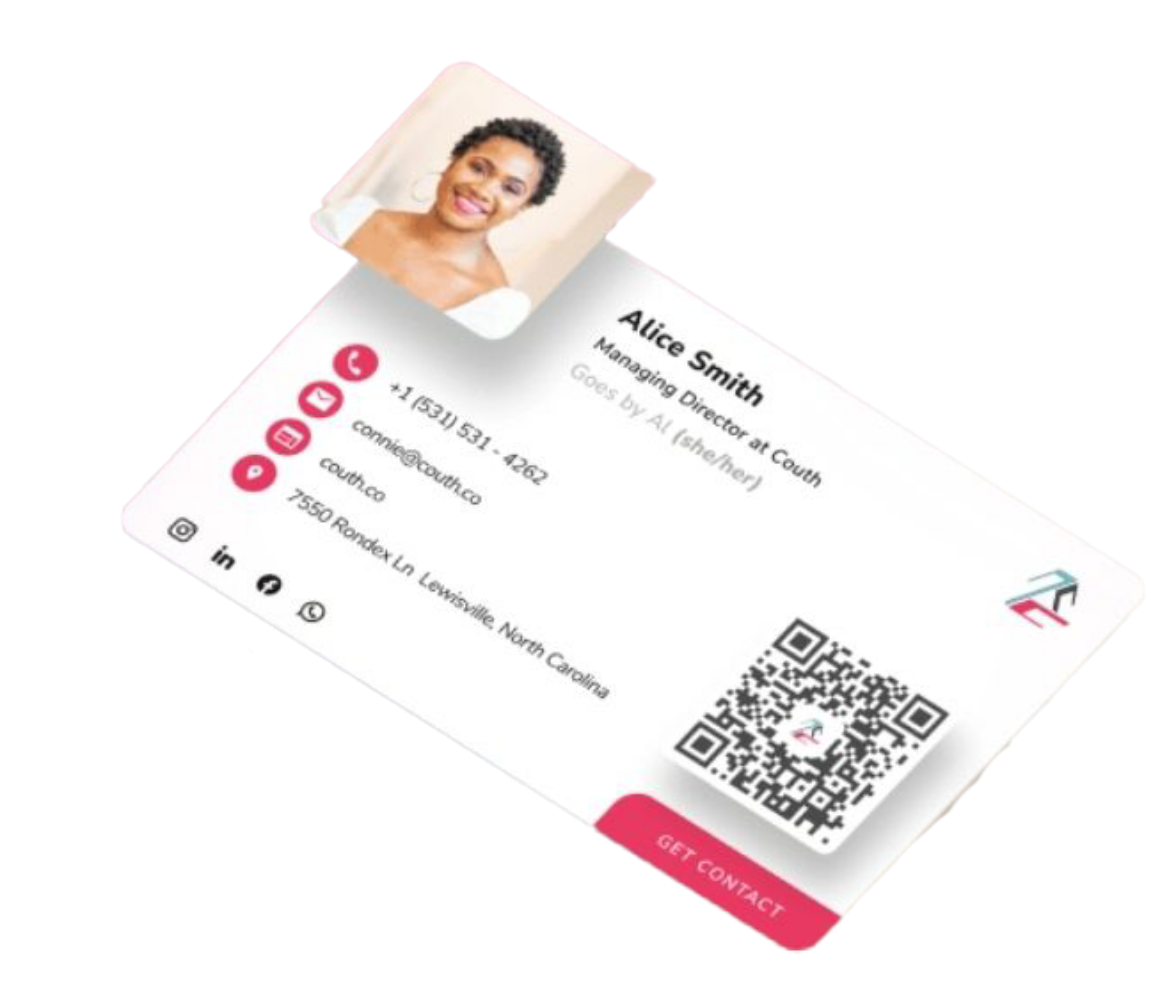 Alice Smith
Managing Director at Couth
Goes by Al (she/her)
+1 (531) 531 - 4262
connie@couth.co
couth.co
7550 Rondex Ln Lewisville, North Carolina
in
GET CONTACT